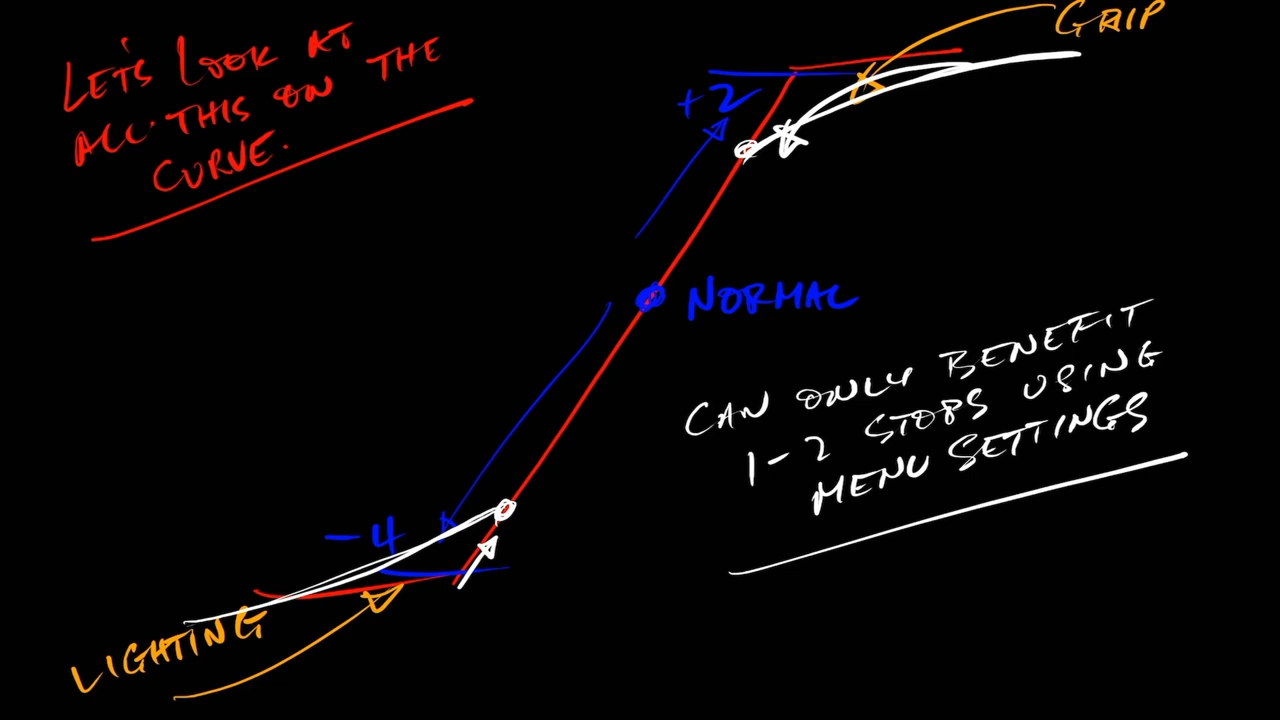 LET'S LOOK AT
ALL THIS ON THE
CURVE.
GRIP
+2
NORMAL
CAN ONLY BENEFIT
1-2 STOPS USING
MENU SETTINGS
-4
LIGHTING